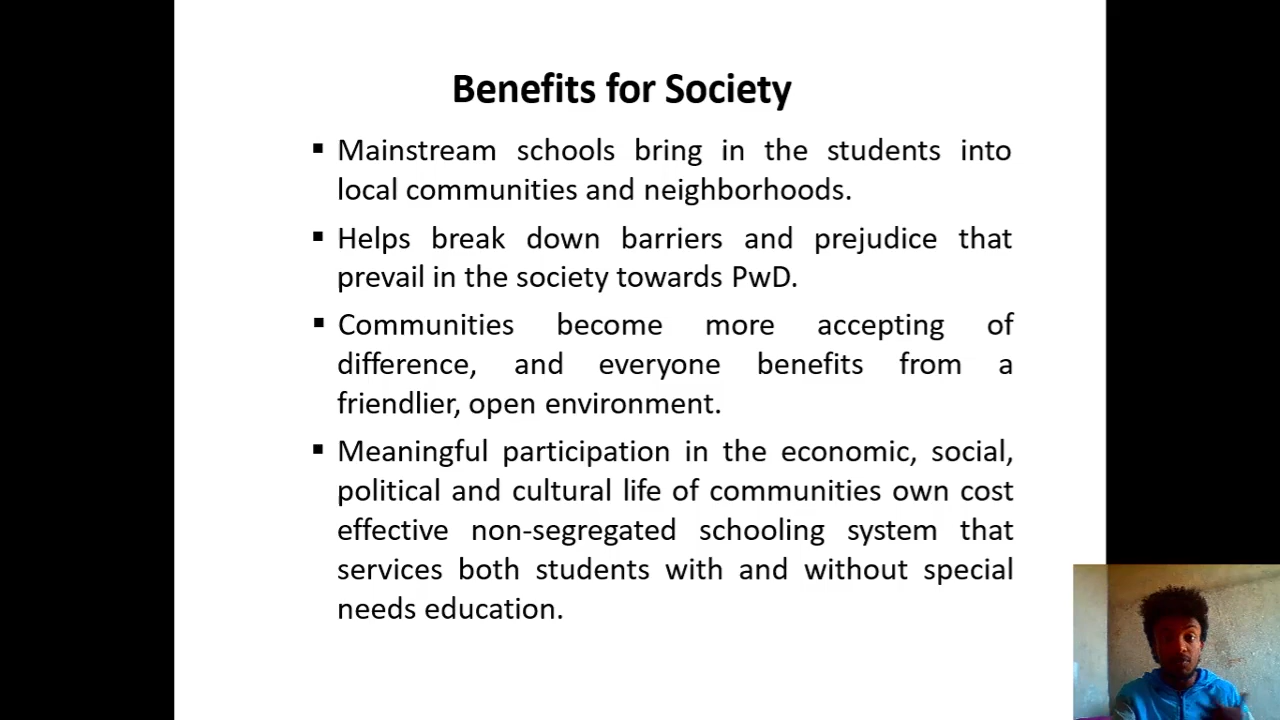 Benefits for Society
▪ Mainstream schools bring in the students into
local communities and neighborhoods.
▪ Helps break down barriers and prejudice that
prevail in the society towards PwD.
▪ Communities become more accepting of
difference, and everyone benefits from a
friendlier, open environment.
▪ Meaningful participation in the economic, social,
political and cultural life of communities own cost
effective non-segregated schooling system that
services both students with and without special
needs education.